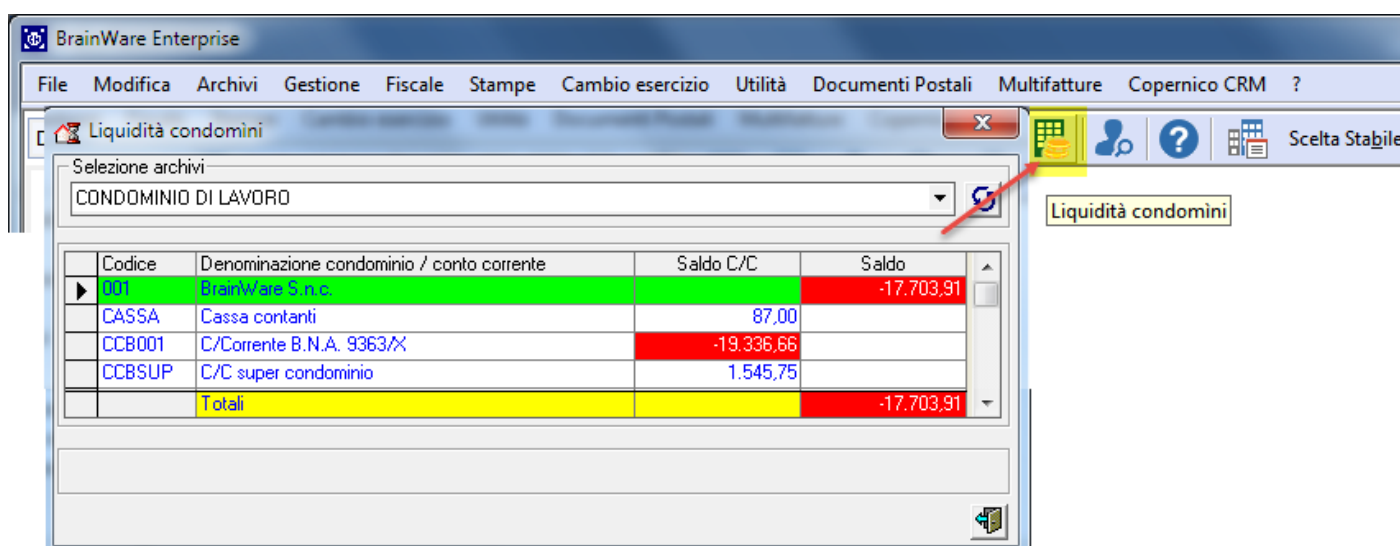 BrainWare Enterprise
File Modifica Archivi Gestione Fiscale Stampe Cambio esercizio Utilità Documenti Postali Multifatture Copernico CRM ?
Liquidità condomìni
Scelta Stabile
Selezione archivi
CONDOMINIO DI LAVORO
Liquidità condomìni
Codice Denominazione condominio / conto corrente Saldo C/C Saldo
001 BrainWare S.n.c. -17.703,91
CASSA Cassa contanti 87,00
CCB001 C/Corrente B.N.A. 9363/X -19.336,66
CCBSUP C/C super condominio 1.545,75
Totali -17.703,91